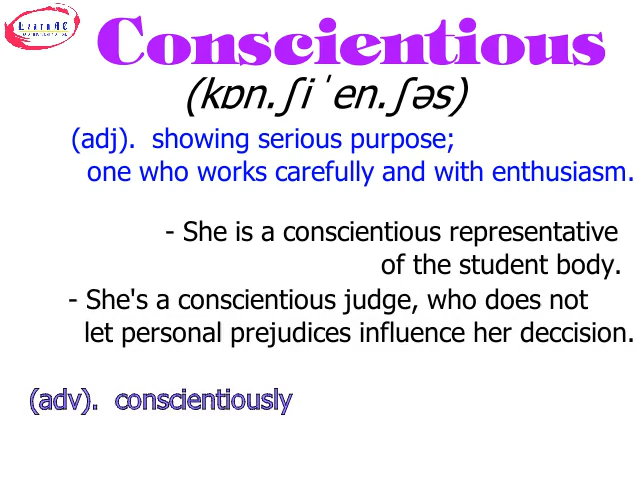 Conscientious
(kɒn.ʃiˈen.ʃəs)
(adj).  showing serious purpose;
one who works carefully and with enthusiasm.
- She is a conscientious representative
of the student body.
- She's a conscientious judge, who does not
let personal prejudices influence her deccision.
(adv).  conscientiously